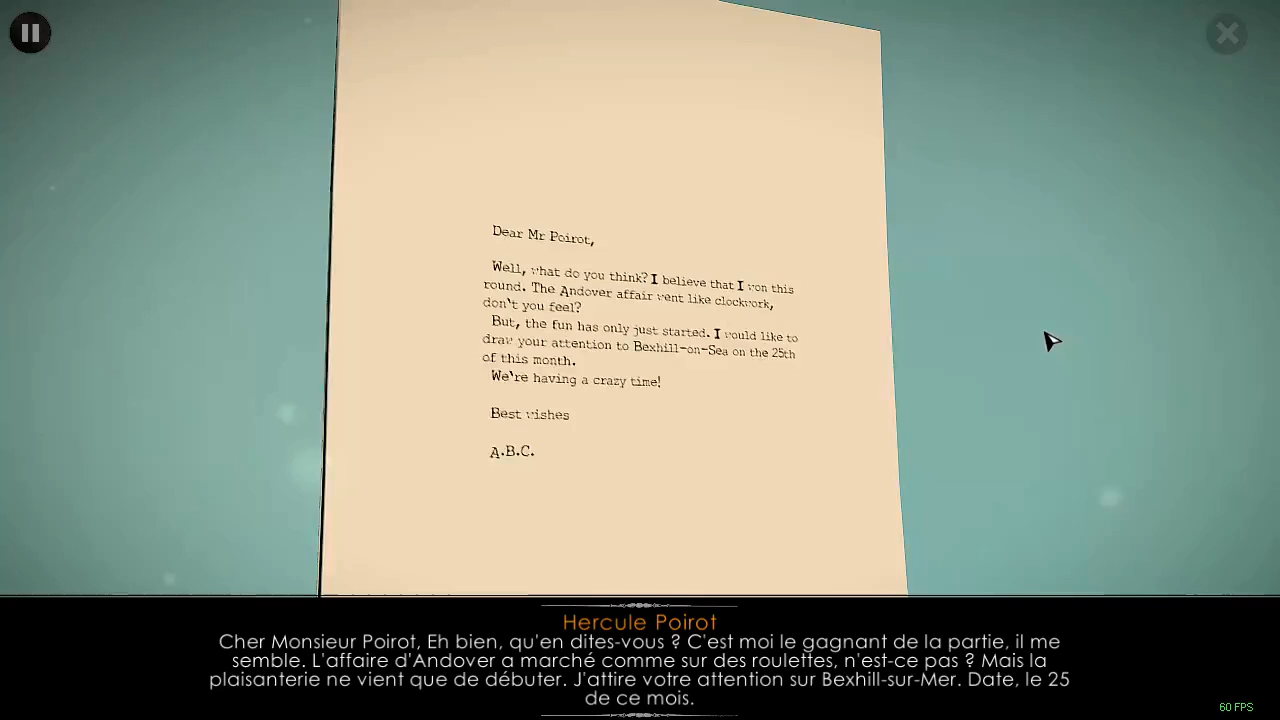 Dear Mr Poirot,
Well, what do you think? I believe that I won this
round. The Andover affair went like clockwork,
don't you feel?
But, the fun has only just started. I would like to
draw your attention to Bexhill-on-Sea on the 25th
of this month.
We're having a crazy time!
Best wishes
A.B.C.
Hercule Poirot
Cher Monsieur Poirot, Eh bien, qu'en dites-vous ? C'est moi le gagnant de la partie, il me
semble. L'affaire d'Andover a marché comme sur des roulettes, n'est-ce pas ? Mais la
plaisanterie ne vient que de débuter. J'attire votre attention sur Bexhill-sur-Mer. Date, le 25
de ce mois.
60 FPS